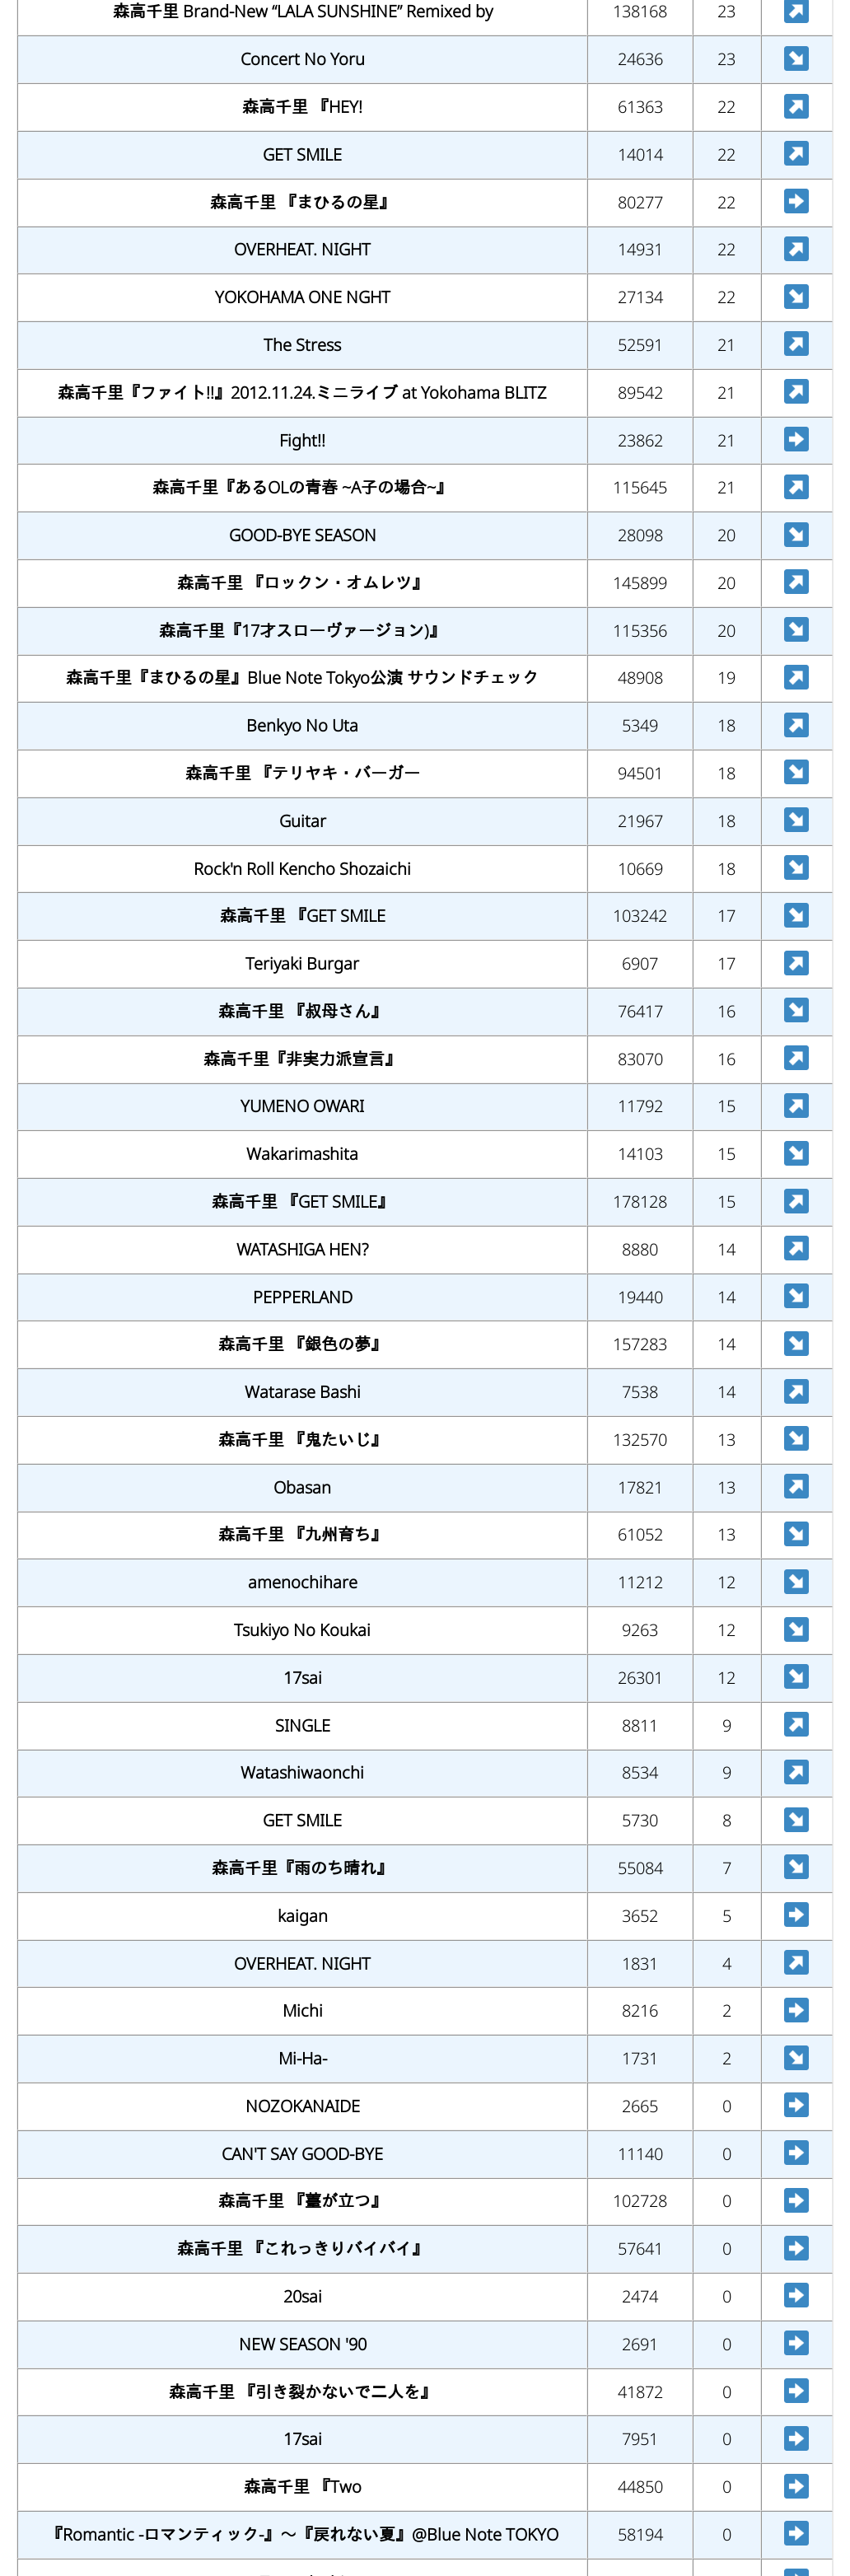 森高千里 Brand-New “LALA SUNSHINE” Remixed by 138168 23
Concert No Yoru 24636 23
森高千里 『HEY! 61363 22
GET SMILE 14014 22
森高千里 『まひるの星』 80277 22
OVERHEAT. NIGHT 14931 22
YOKOHAMA ONE NGHT 27134 22
The Stress 52591 21
森高千里『ファイト!!』2012.11.24.ミニライブ at Yokohama BLITZ 89542 21
Fight!! 23862 21
森高千里『あるOLの青春 ~A子の場合~』 115645 21
GOOD-BYE SEASON 28098 20
森高千里 『ロックン・オムレツ』 145899 20
森高千里『17才スローヴァージョン)』 115356 20
森高千里『まひるの星』Blue Note Tokyo公演 サウンドチェック 48908 19
Benkyo No Uta 5349 18
森高千里 『テリヤキ・バーガー 94501 18
Guitar 21967 18
Rock'n Roll Kencho Shozaichi 10669 18
森高千里 『GET SMILE 103242 17
Teriyaki Burgar 6907 17
森高千里 『叔母さん』 76417 16
森高千里『非実力派宣言』 83070 16
YUMENO OWARI 11792 15
Wakarimashita 14103 15
森高千里 『GET SMILE』 178128 15
WATASHIGA HEN? 8880 14
PEPPERLAND 19440 14
森高千里 『銀色の夢』 157283 14
Watarase Bashi 7538 14
森高千里 『鬼たいじ』 132570 13
Obasan 17821 13
森高千里 『九州育ち』 61052 13
amenochihare 11212 12
Tsukiyo No Koukai 9263 12
17sai 26301 12
SINGLE 8811 9
Watashiwaonchi 8534 9
GET SMILE 5730 8
森高千里『雨のち晴れ』 55084 7
kaigan 3652 5
OVERHEAT. NIGHT 1831 4
Michi 8216 2
Mi-Ha- 1731 2
NOZOKANAIDE 2665 0
CAN'T SAY GOOD-BYE 11140 0
森高千里 『薹が立つ』 102728 0
森高千里 『これっきりバイバイ』 57641 0
20sai 2474 0
NEW SEASON '90 2691 0
森高千里 『引き裂かないで二人を』 41872 0
17sai 7951 0
森高千里 『Two 44850 0
『Romantic -ロマンティック-』～『戻れない夏』@Blue Note TOKYO 58194 0